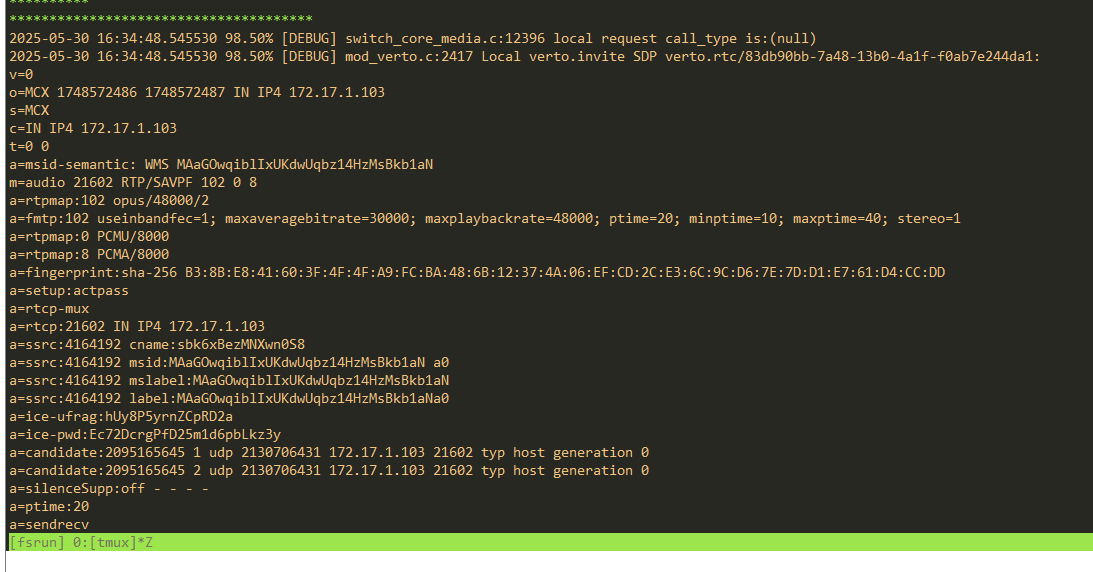 **********
**************************************
2025-05-30 16:34:48.545530 98.50% [DEBUG] switch_core_media.c:12396 local request call_type is:(null)
2025-05-30 16:34:48.545530 98.50% [DEBUG] mod_verto.c:2417 Local verto.invite SDP verto.rtc/83db90bb-7a48-13b0-4a1f-f0ab7e244da1:
v=0
o=MCX 1748572486 1748572487 IN IP4 172.17.1.103
s=MCX
c=IN IP4 172.17.1.103
t=0 0
a=msid-semantic: WMS MAaGOwqiblIxUKdwUqbz14HzMsBkb1aN
m=audio 21602 RTP/SAVPF 102 0 8
a=rtpmap:102 opus/48000/2
a=fmtp:102 useinbandfec=1; maxaveragebitrate=30000; maxplaybackrate=48000; ptime=20; minptime=10; maxptime=40; stereo=1
a=rtpmap:0 PCMU/8000
a=rtpmap:8 PCMA/8000
a=fingerprint:sha-256 B3:8B:E8:41:60:3F:4F:4F:A9:FC:BA:48:6B:12:37:4A:06:EF:CD:2C:E3:6C:9C:D6:7E:7D:D1:E7:61:D4:CC:DD
a=setup:actpass
a=rtcp-mux
a=rtcp:21602 IN IP4 172.17.1.103
a=ssrc:4164192 cname:sbk6xBezMNXwn0S8
a=ssrc:4164192 msid:MAaGOwqiblIxUKdwUqbz14HzMsBkb1aN a0
a=ssrc:4164192 mslabel:MAaGOwqiblIxUKdwUqbz14HzMsBkb1aN
a=ssrc:4164192 label:MAaGOwqiblIxUKdwUqbz14HzMsBkb1aNa0
a=ice-ufrag:hUy8P5yrnZCpRD2a
a=ice-pwd:Ec72DcrgPfD25m1d6pbLkz3y
a=candidate:2095165645 1 udp 2130706431 172.17.1.103 21602 typ host generation 0
a=candidate:2095165645 2 udp 2130706431 172.17.1.103 21602 typ host generation 0
a=silenceSupp:off - - - -
a=ptime:20
a=sendrecv
[fsrun] 0:[tmux]*Z